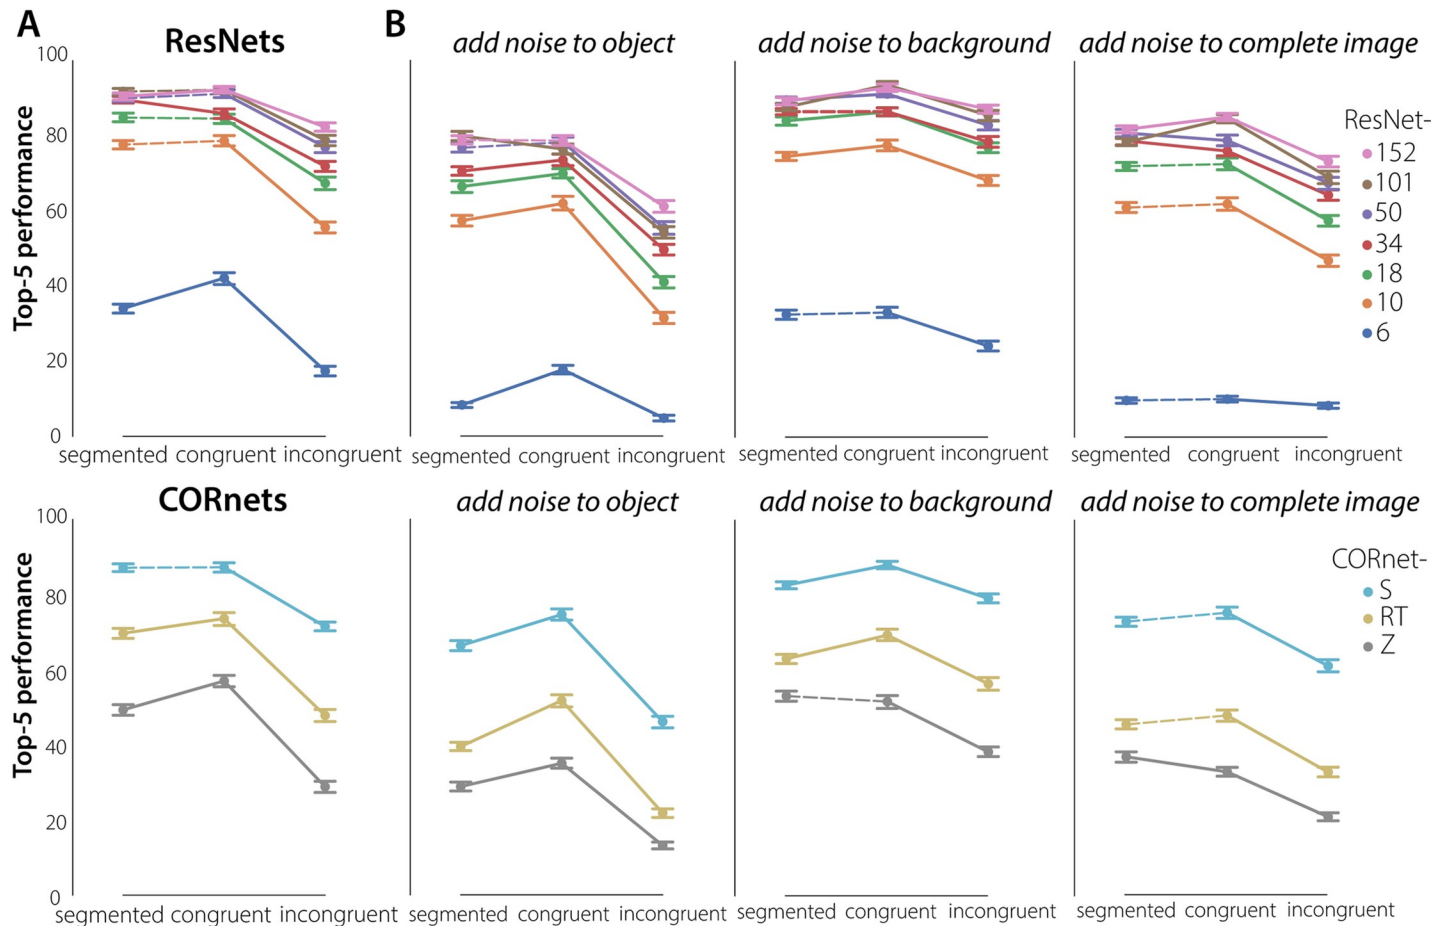 A
B
ResNets
add noise to object
add noise to background
add noise to complete image
Top-5 performance
100
80
60
40
20
0
segmented congruent incongruent
segmented congruent incongruent
segmented congruent incongruent
segmented congruent incongruent
ResNet-
152
101
50
34
18
10
6
CORnets
add noise to object
add noise to background
add noise to complete image
Top-5 performance
100
80
60
40
20
0
segmented congruent incongruent
segmented congruent incongruent
segmented congruent incongruent
segmented congruent incongruent
CORnet-
S
RT
Z